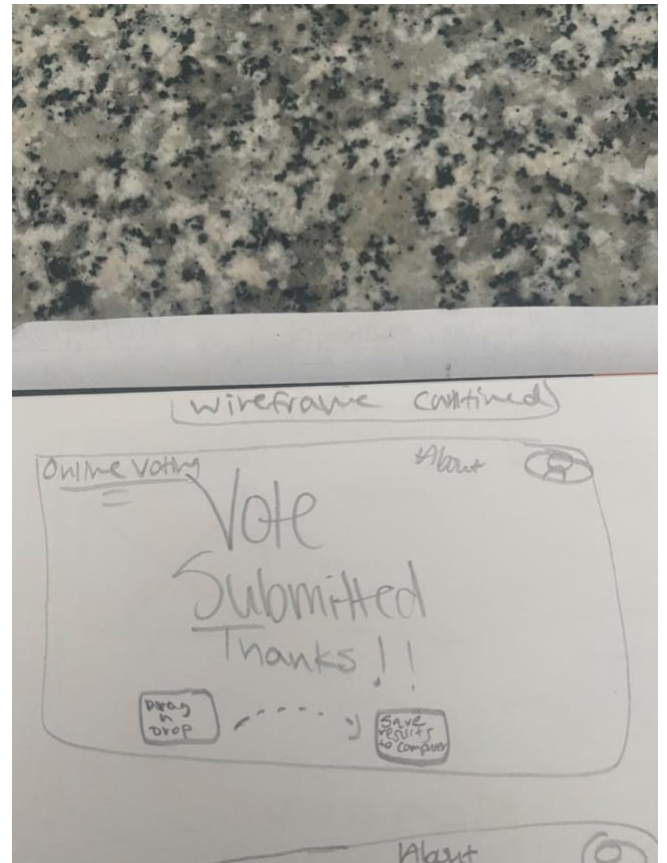 Wireframe continued
Online Voting
About
Vote
Submitted
Thanks!!
Drag
n
Drop
Save
results
to computer
About